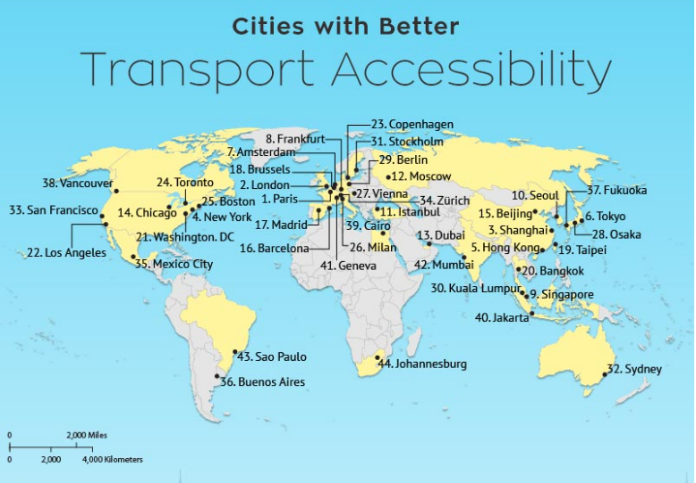 Cities with Better
Transport Accessibility
23. Copenhagen
8. Frankfurt
31. Stockholm
7. Amsterdam
29. Berlin
18. Brussels
12. Moscow
38. Vancouver
24. Toronto
2. London
27. Vienna
37. Fukuoka
25. Boston
1. Paris
34. Zürich
10. Seoul
33. San Francisco
14. Chicago
4. New York
11. Istanbul
15. Beijing
6. Tokyo
17. Madrid
39. Cairo
3. Shanghai
28. Osaka
21. Washington. DC
13. Dubai
22. Los Angeles
16. Barcelona
26. Milan
5. Hong Kong
19. Taipei
35. Mexico City
41. Geneva
42. Mumbai
20. Bangkok
30. Kuala Lumpur
9. Singapore
40. Jakarta
43. Sao Paulo
44. Johannesburg
32. Sydney
36. Buenos Aires
0 2,000 Miles
0 2,000 4,000 Kilometers